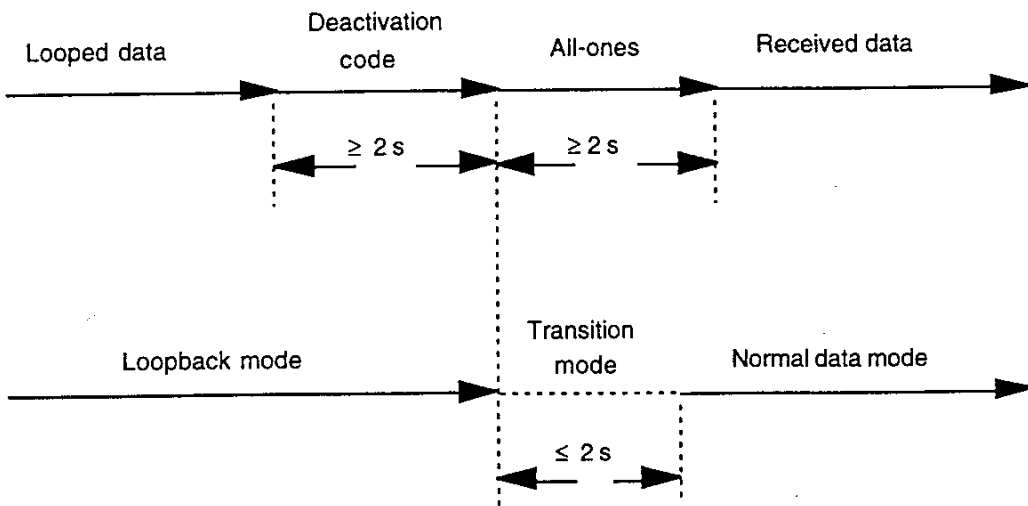 Looped data
Deactivation
code
All-ones
Received data
≥ 2 s
≥ 2 s
Loopback mode
Transition
mode
Normal data mode
≤ 2 s